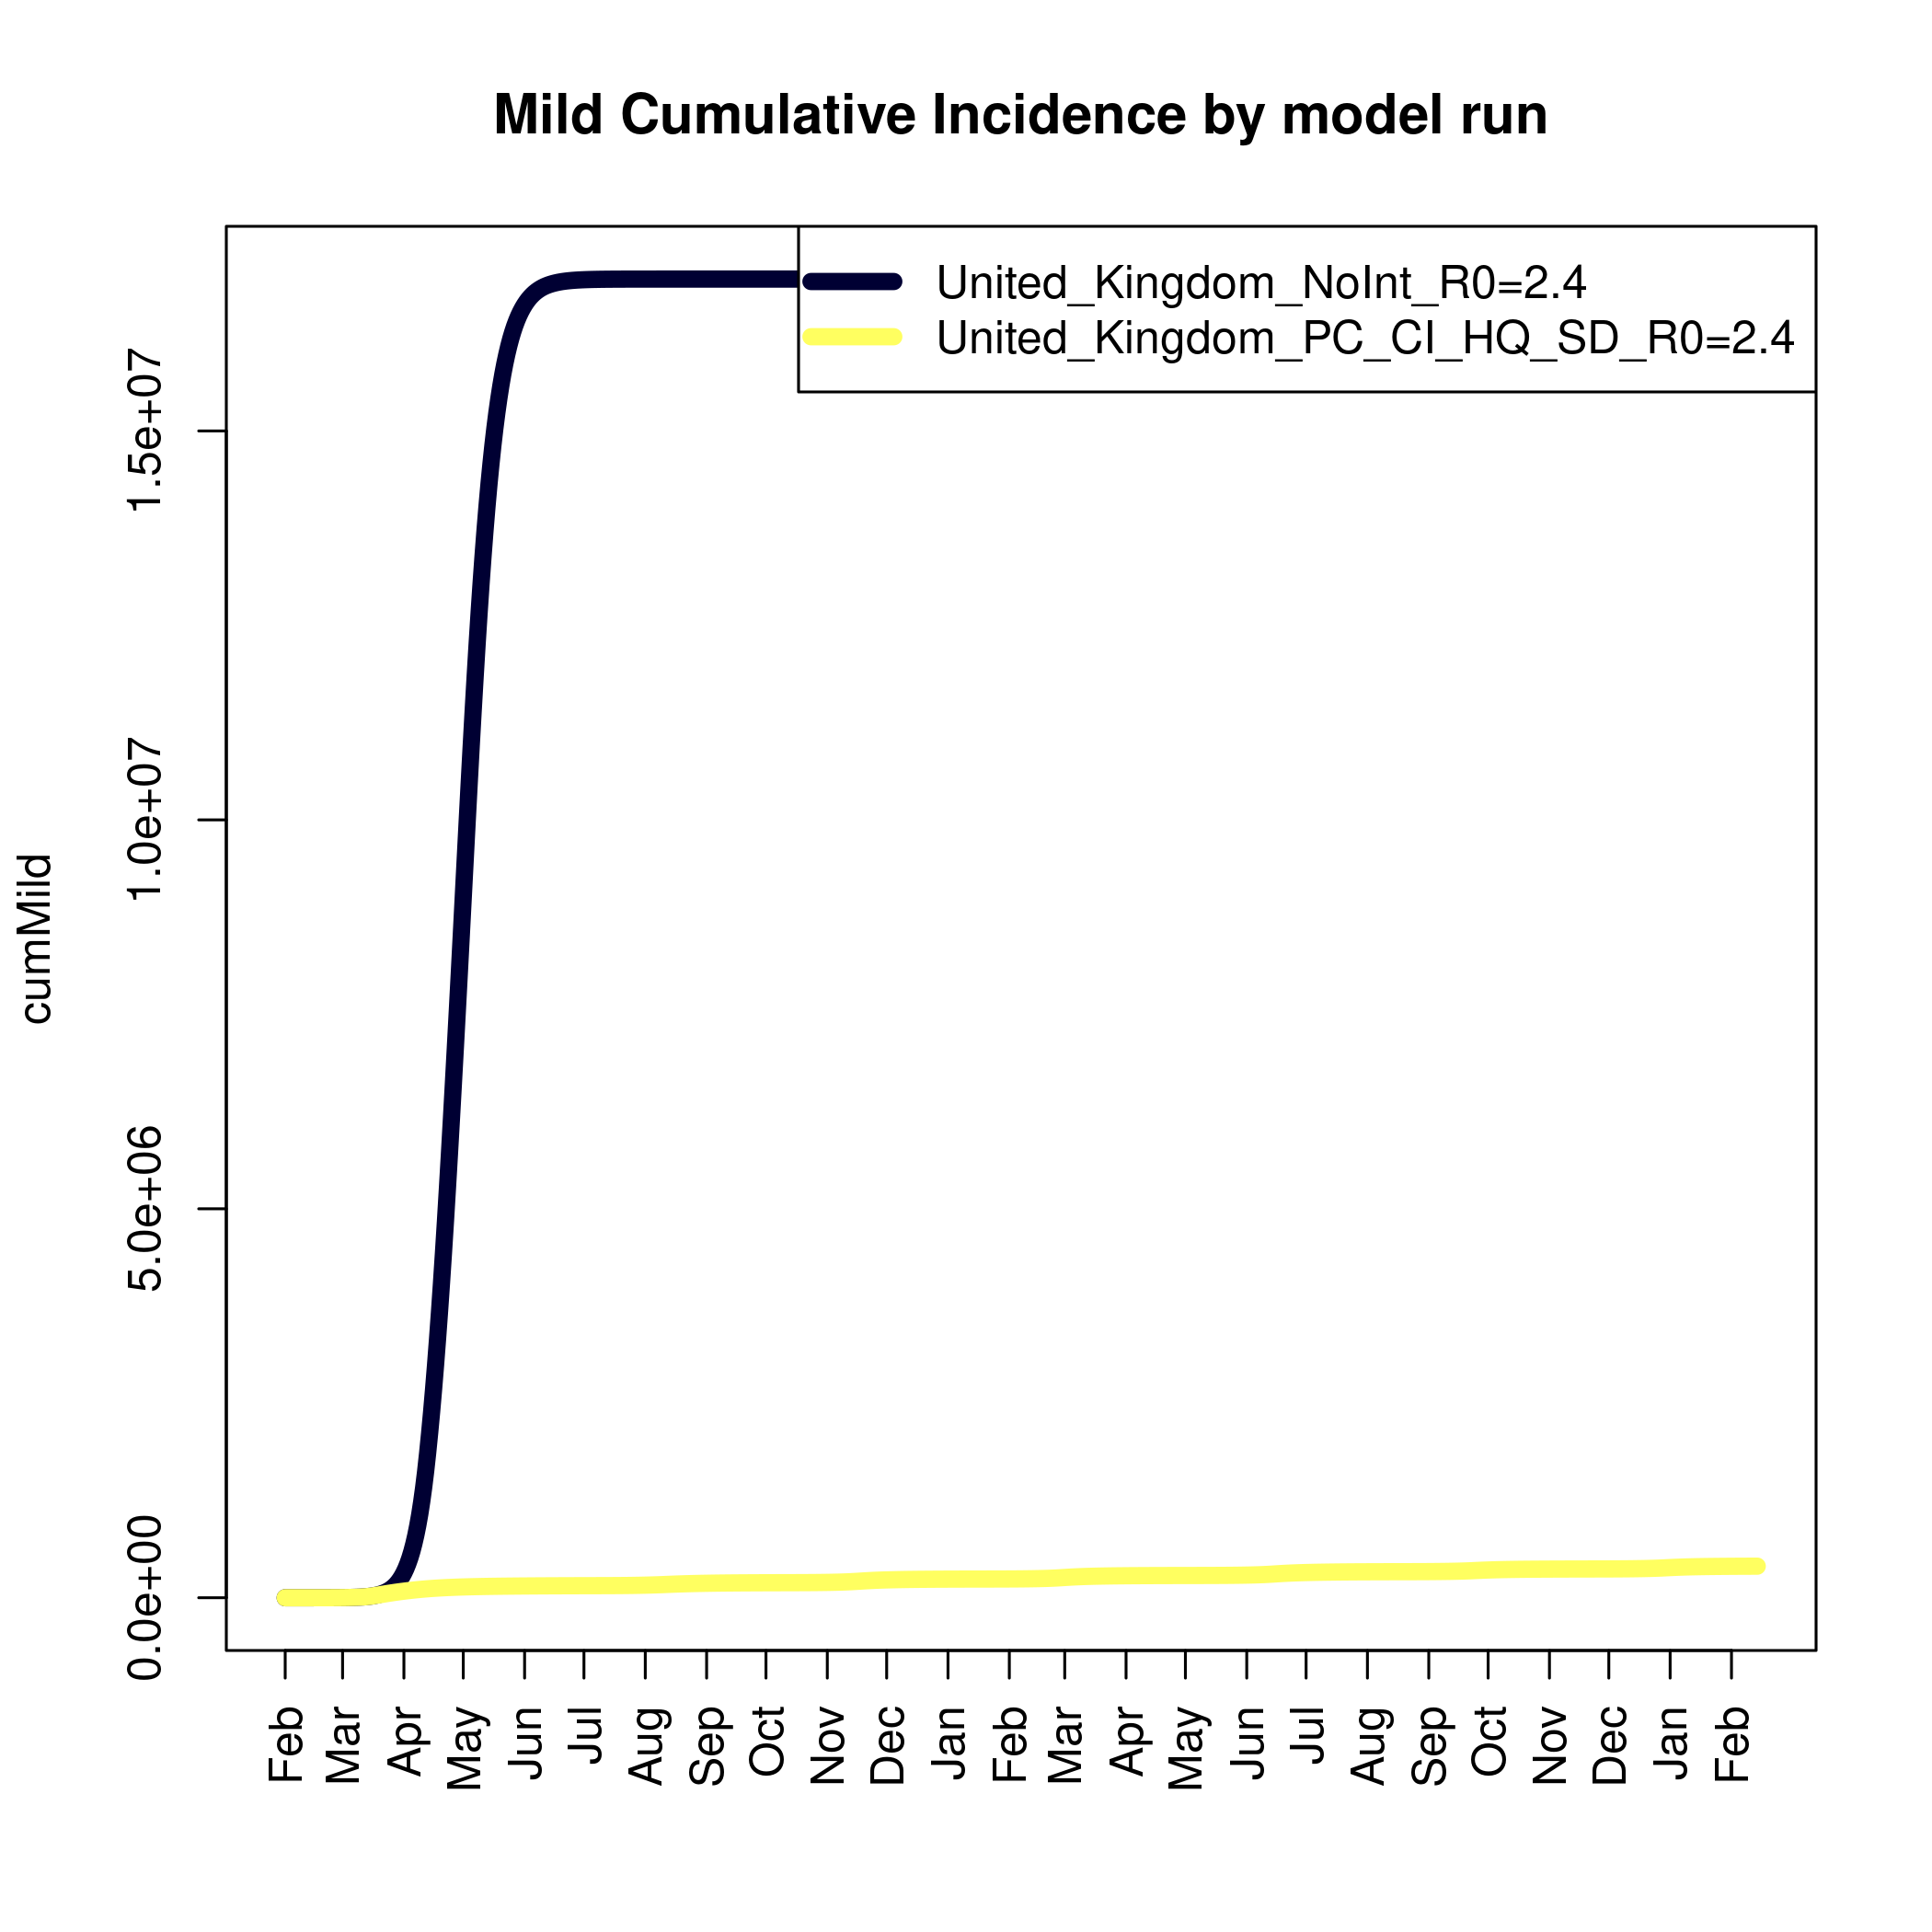 Mild Cumulative Incidence by model run
United_Kingdom_NoInt_R0=2.4
United_Kingdom_PC_CI_HQ_SD_R0=2.4
cumMild
1.5e+07
1.0e+07
5.0e+06
0.0e+00
Feb Mar Apr May Jun Jul Aug Sep Oct Nov Dec Jan Feb Mar Apr May Jun Jul Aug Sep Oct Nov Dec Jan Feb